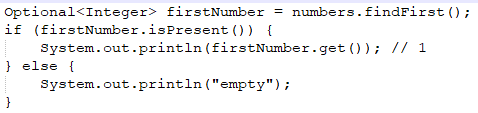 Optional<Integer> firstNumber = numbers.findFirst();
if (firstNumber.isPresent()) {
    System.out.println(firstNumber.get()); // 1
} else {
    System.out.println("empty");
}